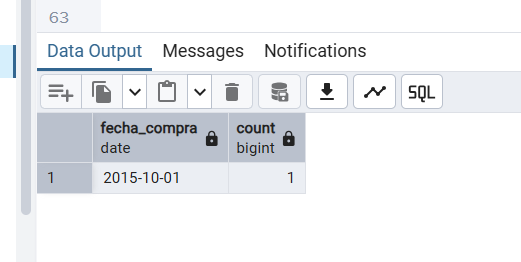 63
Data Output Messages Notifications
SQL
fecha_compra count
date bigint
1 2015-10-01 1